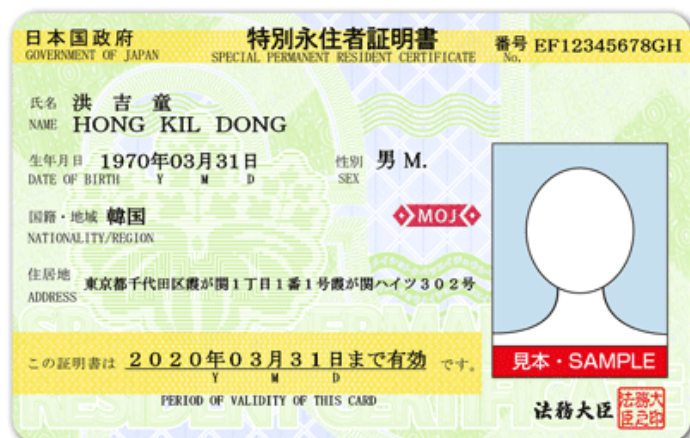 日本国政府 特別永住者証明書 番号 EF12345678GH
GOVERNMENT OF JAPAN SPECIAL PERMANENT RESIDENT CERTIFICATE No.
氏名 洪 吉 童
NAME HONG KIL DONG
生年月日 1970年03月31日 性別 男 M.
DATE OF BIRTH Y M D SEX
国籍・地域 韓国
NATIONALITY/REGION
MOJ
住居地 東京都千代田区霞が関1丁目1番1号霞が関ハイツ302号
ADDRESS
見本・SAMPLE
この証明書は 2020年03月31日まで有効 です。
Y M D
PERIOD OF VALIDITY OF THIS CARD
法務大臣